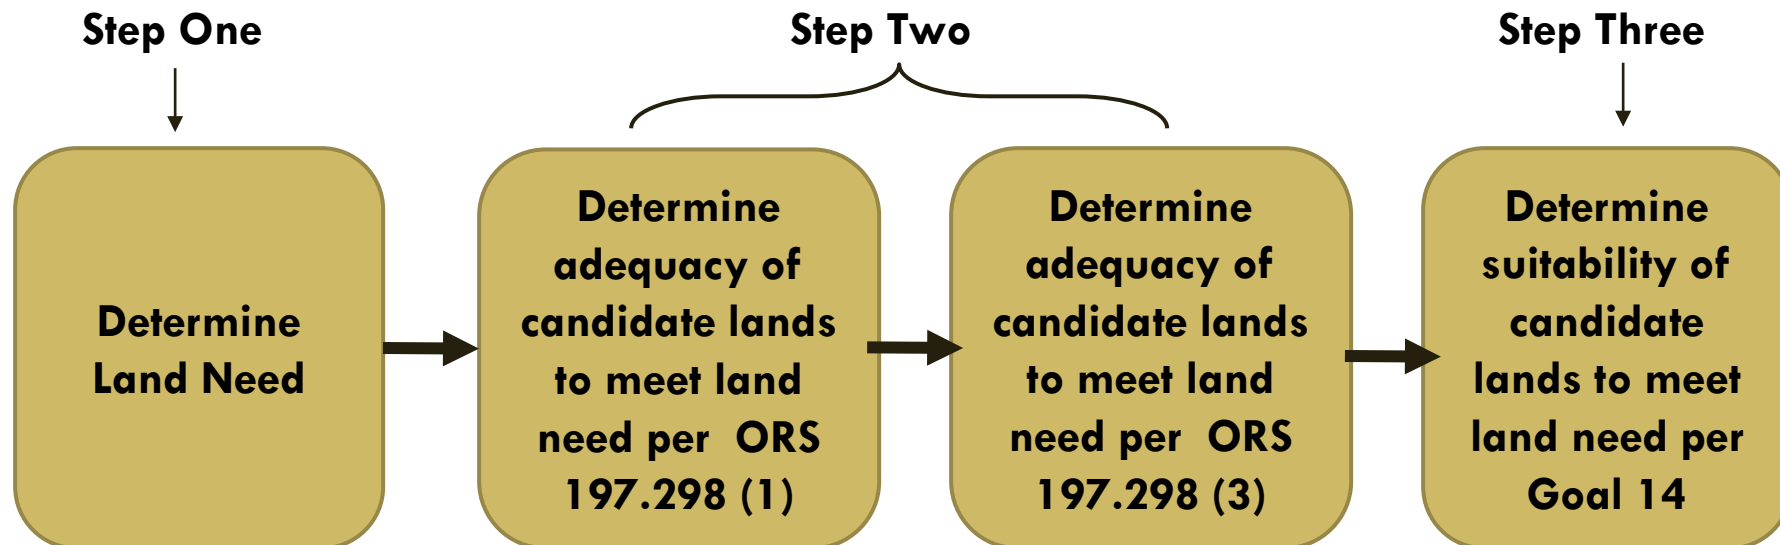 Step One
Step Two
Step Three
Determine
Land Need
Determine
adequacy of
candidate lands
to meet land
need per ORS
197.298 (1)
Determine
adequacy of
candidate lands
to meet land
need per ORS
197.298 (3)
Determine
suitability of
candidate
lands to meet
land need per
Goal 14